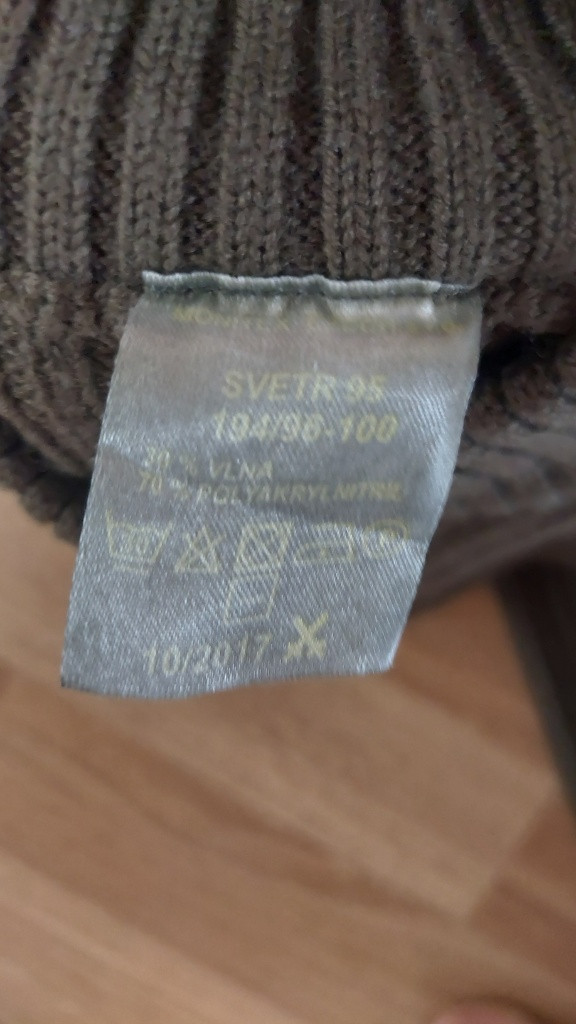 SVETR 95
194/96-100
30 % VLNA
70 % POLYAKRYLNITRIL
10/2017